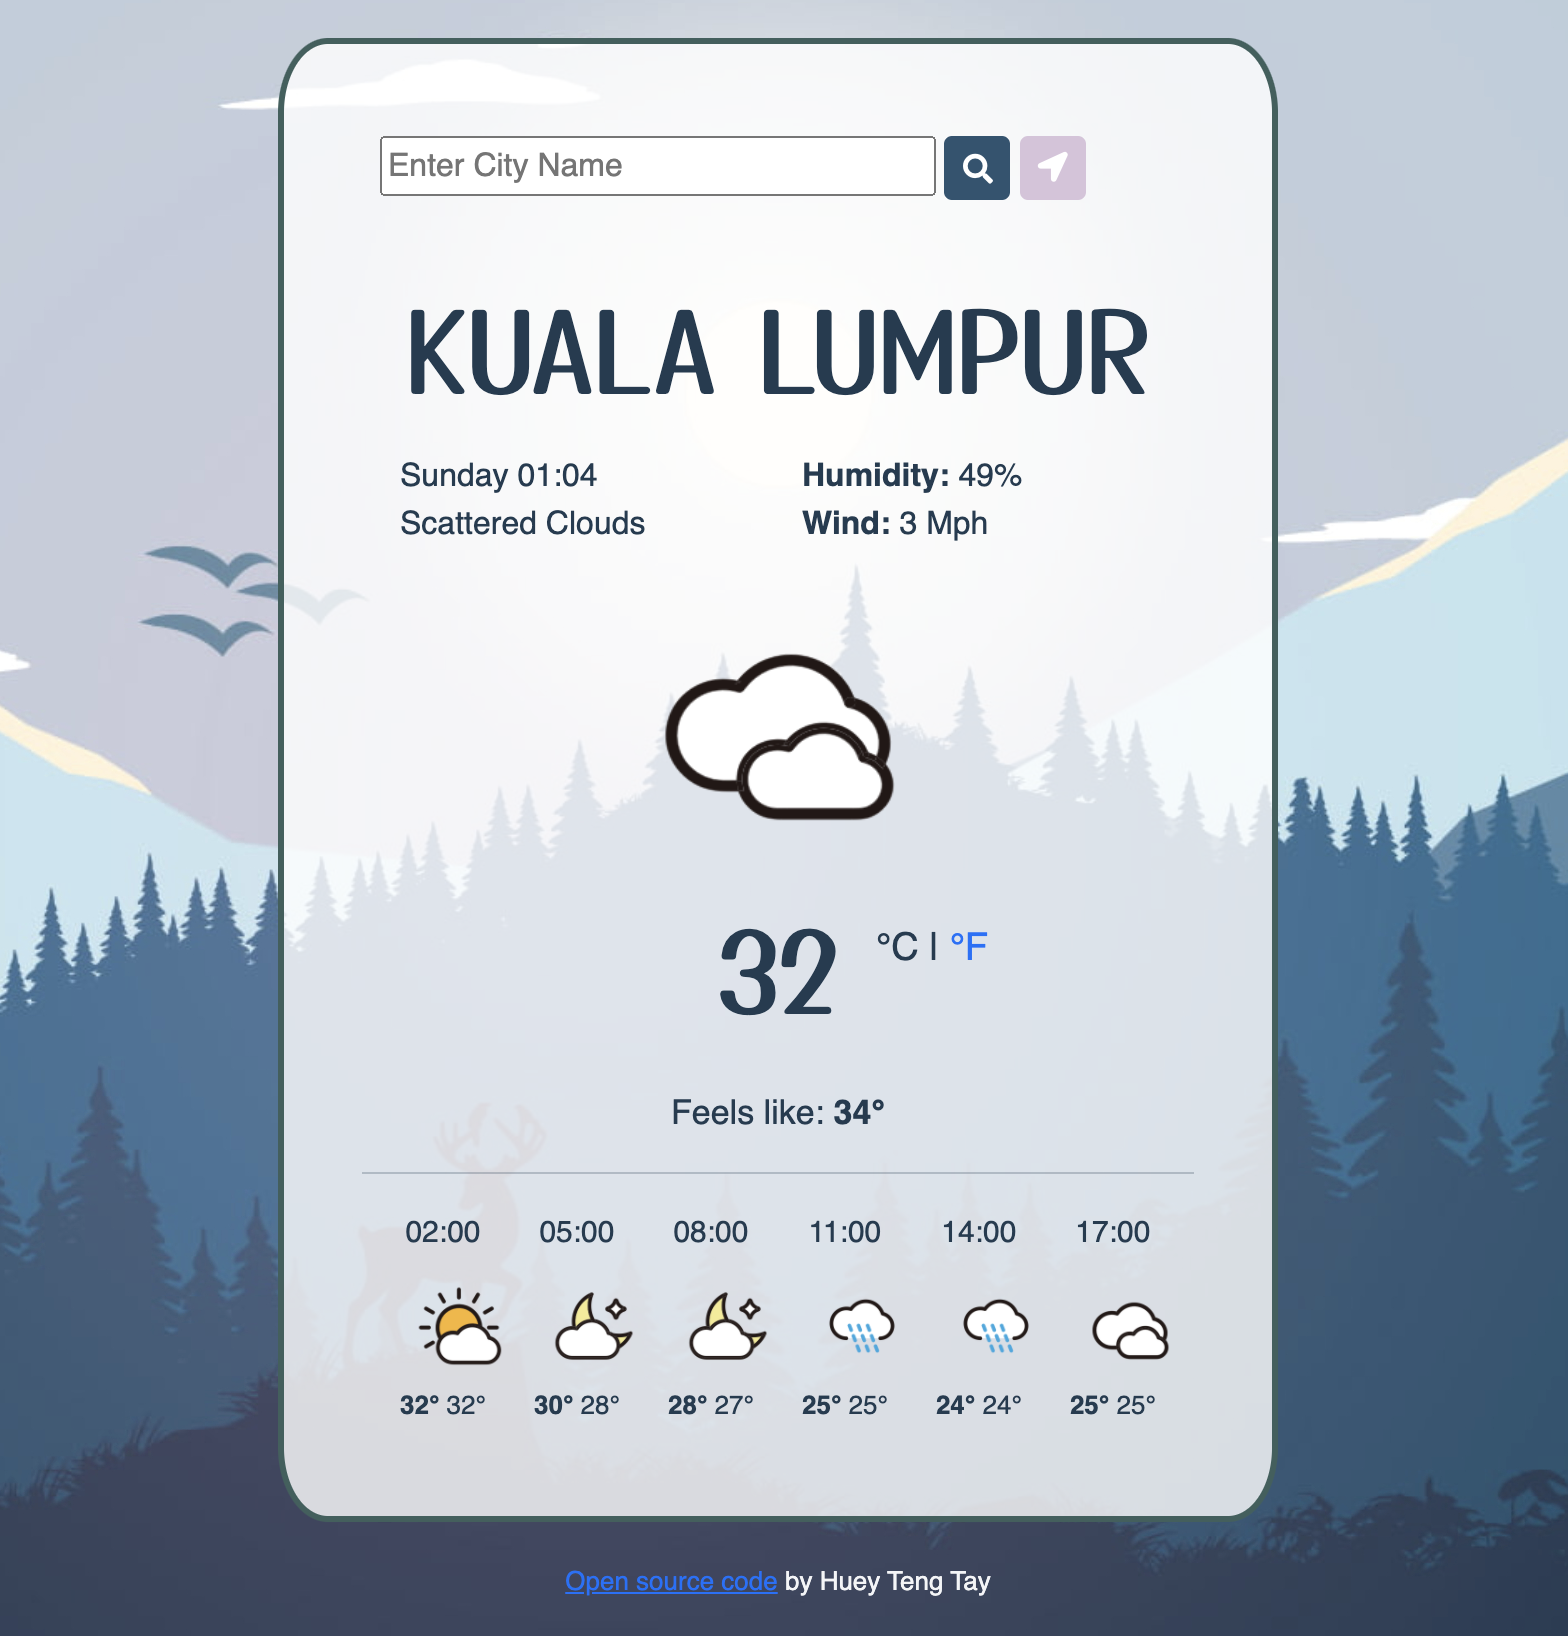 Enter City Name
KUALA LUMPUR
Sunday 01:04
Scattered Clouds
Humidity: 49%
Wind: 3 Mph
32 °C | °F
Feels like: 34°
02:00 05:00 08:00 11:00 14:00 17:00
32° 32° 30° 28° 28° 27° 25° 25° 24° 24° 25° 25°
Open source code by Huey Teng Tay